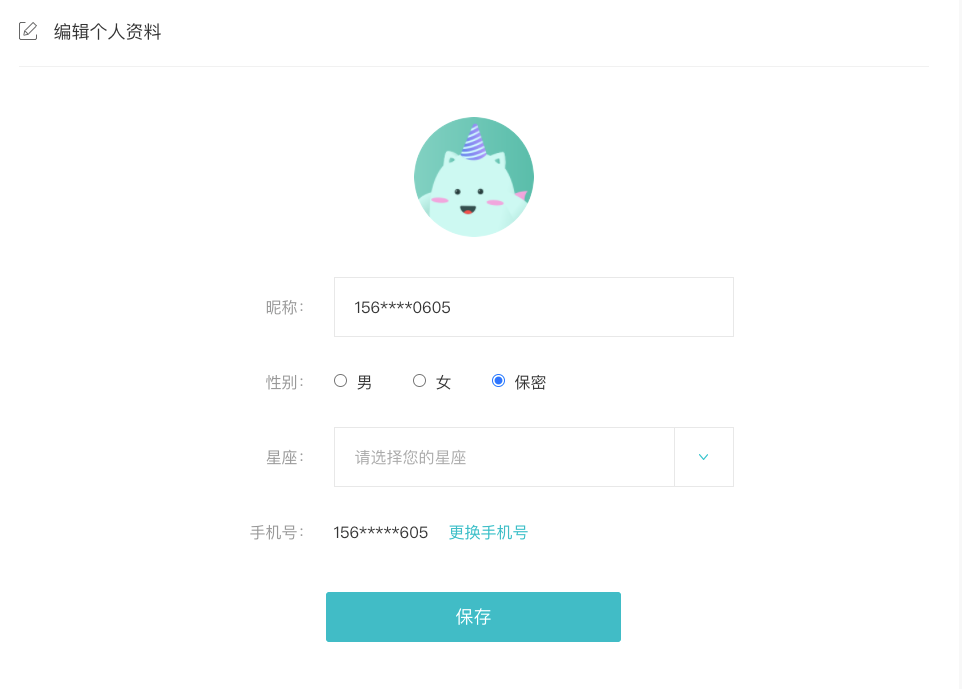 编辑个人资料
昵称： 156****0605
性别： 男 女 保密
星座： 请选择您的星座
手机号： 156*****605 更换手机号
保存